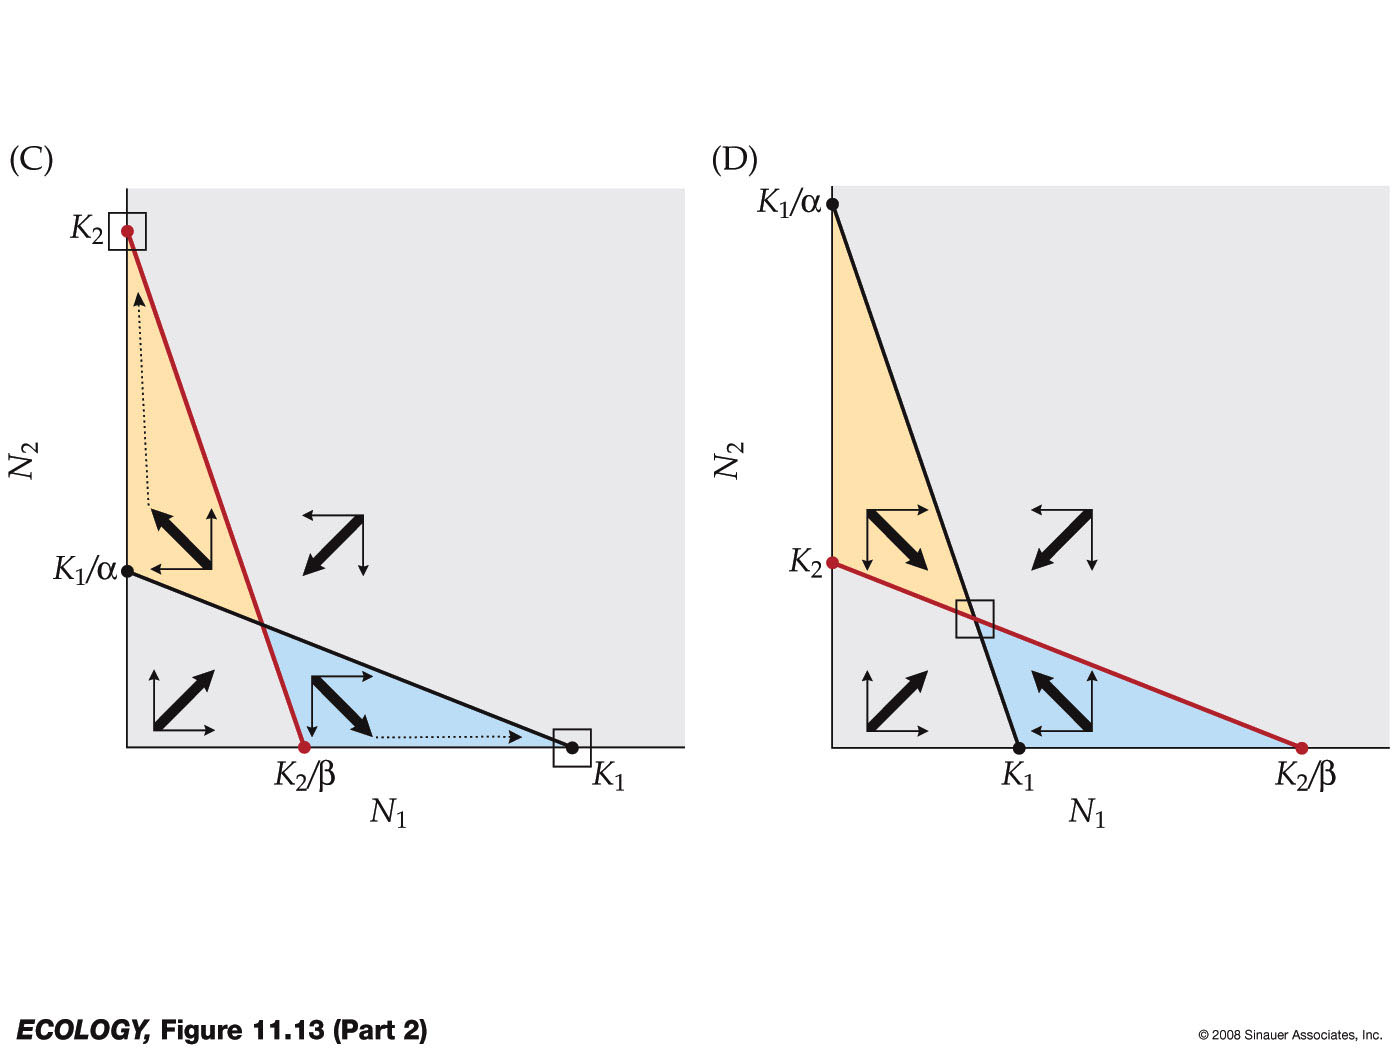 (C)
K₂
K₁/α
N₂
K₂/β
K₁
N₁
(D)
K₁/α
K₂
N₂
K₁
K₂/β
N₁
ECOLOGY, Figure 11.13 (Part 2)
© 2008 Sinauer Associates, Inc.